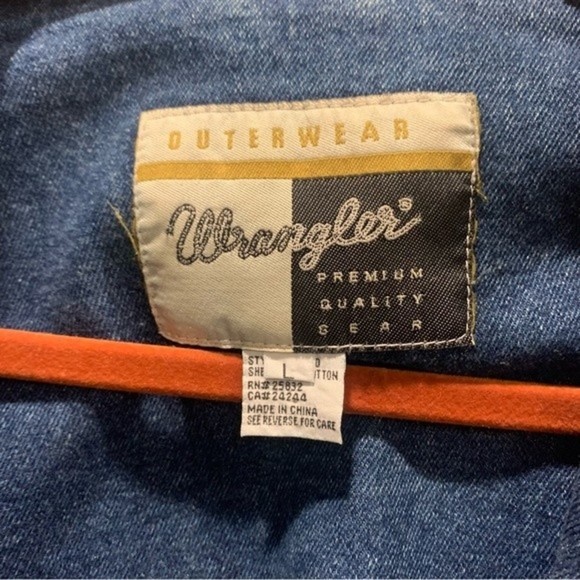 OUTERWEAR
Wrangler®
PREMIUM
QUALITY
GEAR
L
RN#25832
CA#24244
MADE IN CHINA
SEE REVERSE FOR CARE